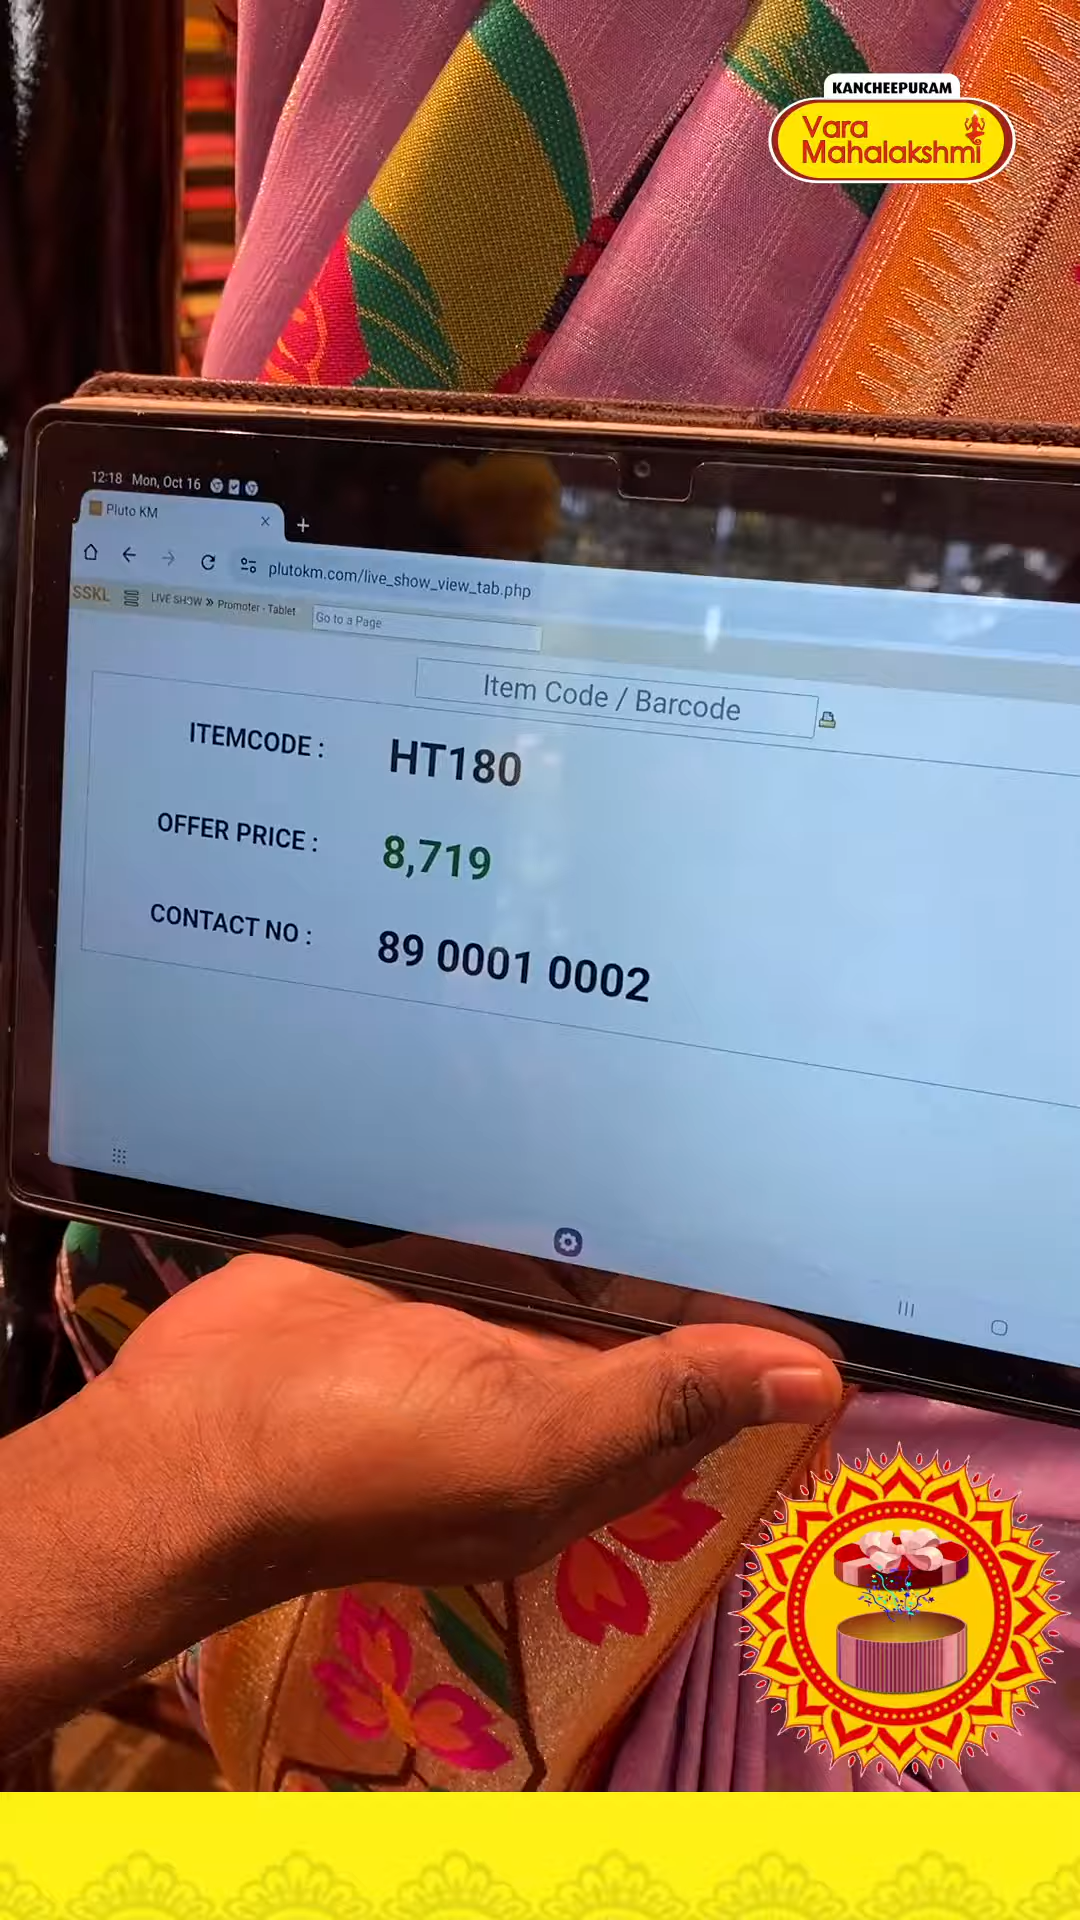 KANCHEEPURAM
Vara
Mahalakshmi
12:18 Mon, Oct 16
Pluto KM
plutokm.com/live_show_view_tab.php
SSKL LIVE SHOW » Promoter - Tablet Go to a Page
Item Code / Barcode
ITEMCODE : HT180
OFFER PRICE : 8,719
CONTACT NO : 89 0001 0002